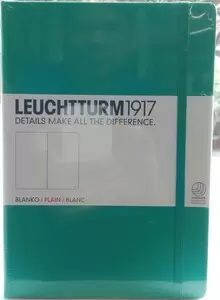 LEUCHTTURM1917
DETAILS MAKE ALL THE DIFFERENCE.
BLANKO / PLAIN / BLANC